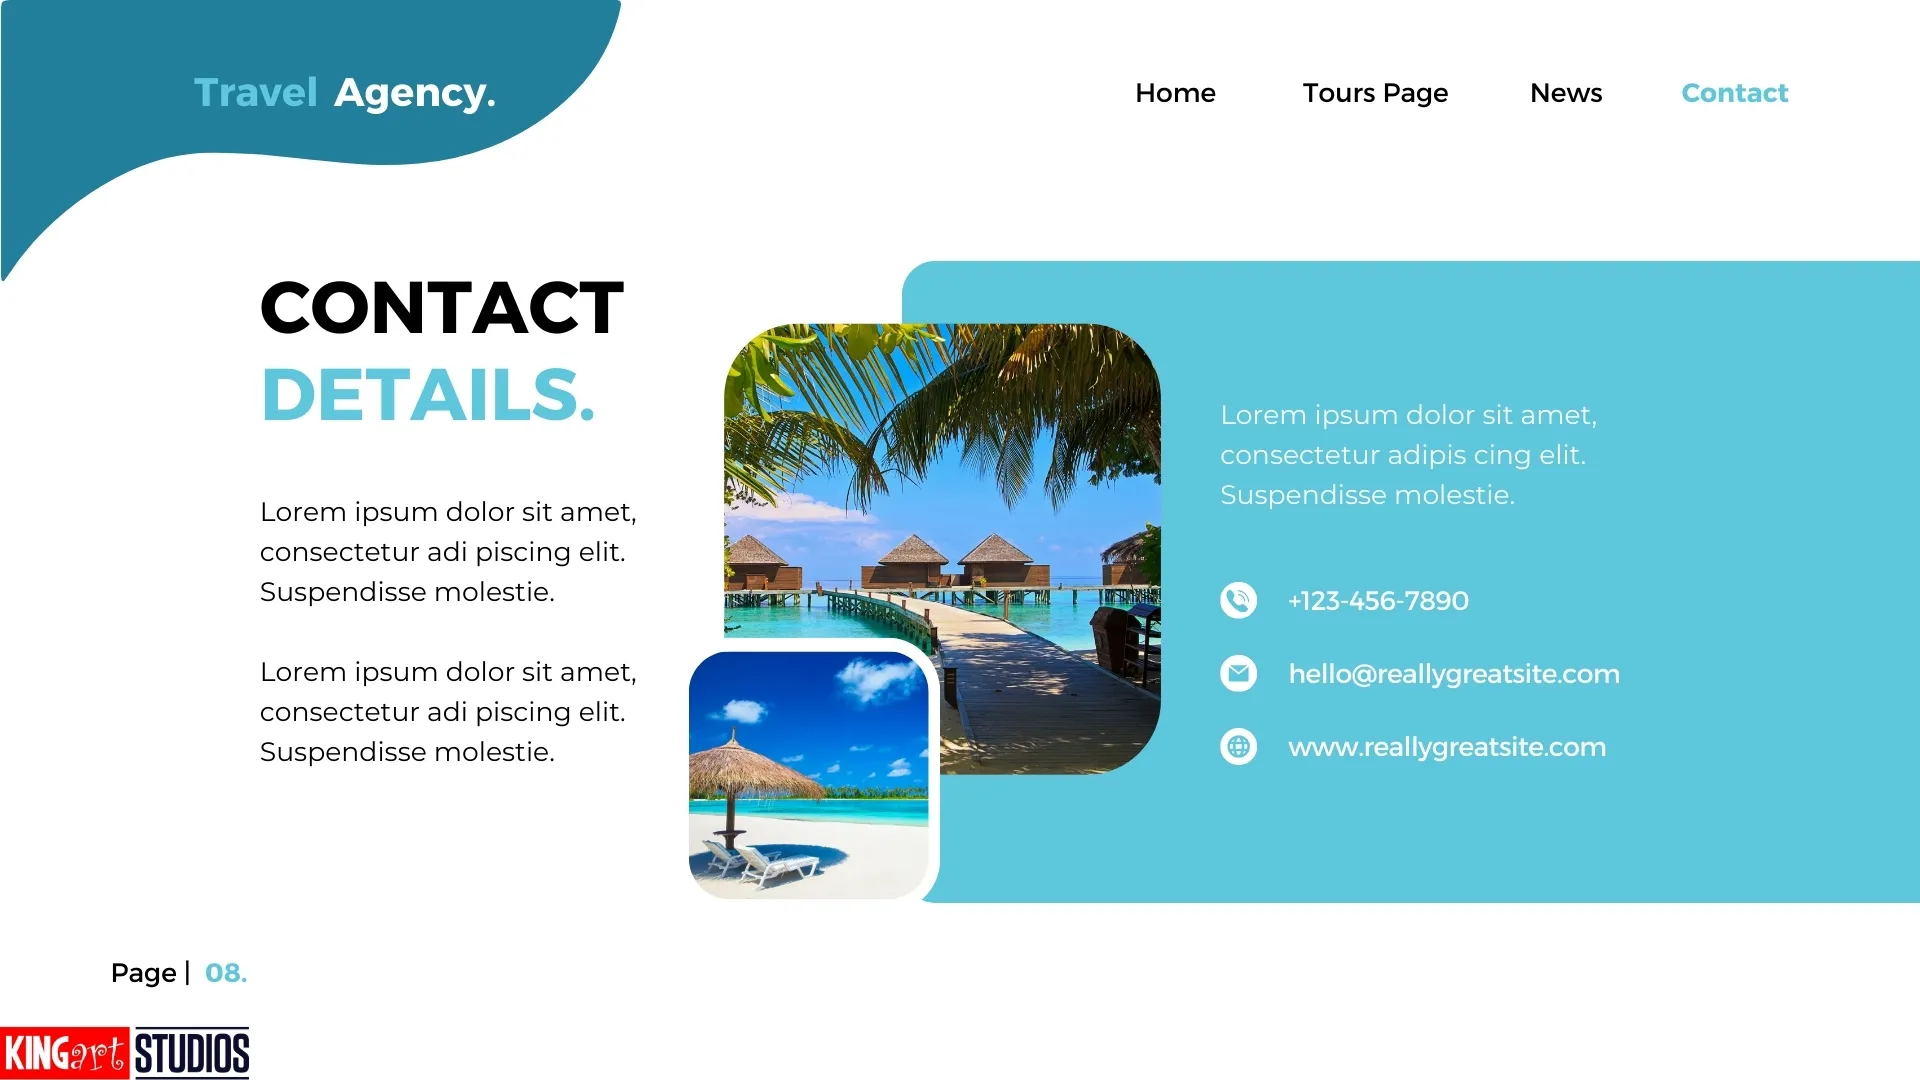 Travel Agency.
Home
Tours Page
News
Contact
CONTACT
DETAILS.
Lorem ipsum dolor sit amet,
consectetur adi piscing elit.
Suspendisse molestie.
Lorem ipsum dolor sit amet,
consectetur adi piscing elit.
Suspendisse molestie.
Lorem ipsum dolor sit amet,
consectetur adipis cing elit.
Suspendisse molestie.
+123-456-7890
hello@reallygreatsite.com
www.reallygreatsite.com
Page | 08.
KINGart STUDIOS